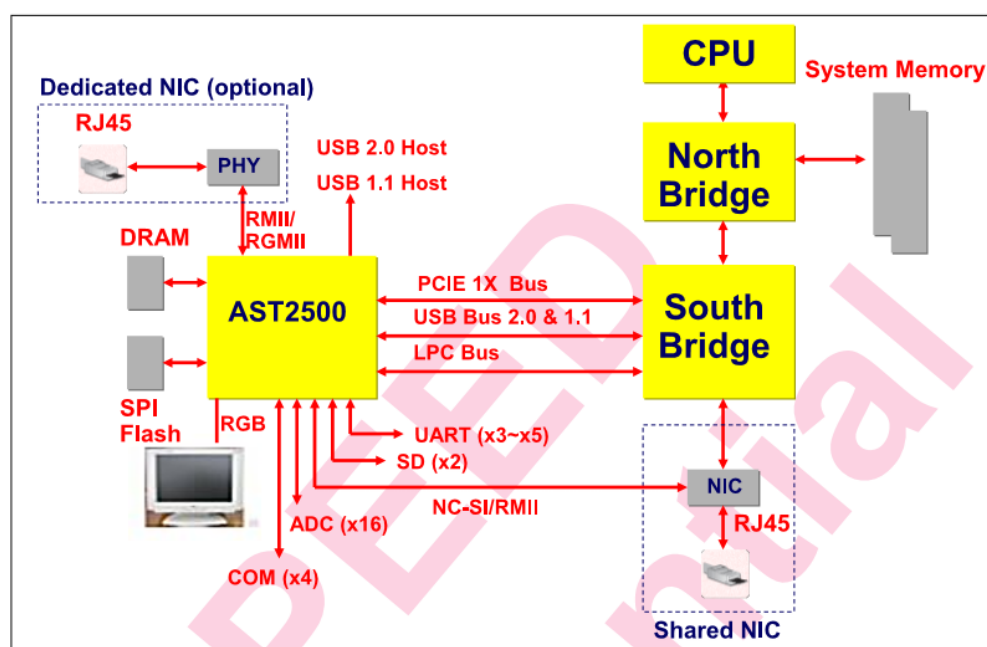 CPU
System Memory
Dedicated NIC (optional)
RJ45
PHY
USB 2.0 Host
USB 1.1 Host
North
Bridge
RMII/
RGMII
DRAM
AST2500
PCIE 1X Bus
USB Bus 2.0 & 1.1
LPC Bus
South
Bridge
SPI
Flash
RGB
UART (x3~x5)
SD (x2)
NC-SI/RMII
ADC (x16)
COM (x4)
NIC
RJ45
Shared NIC